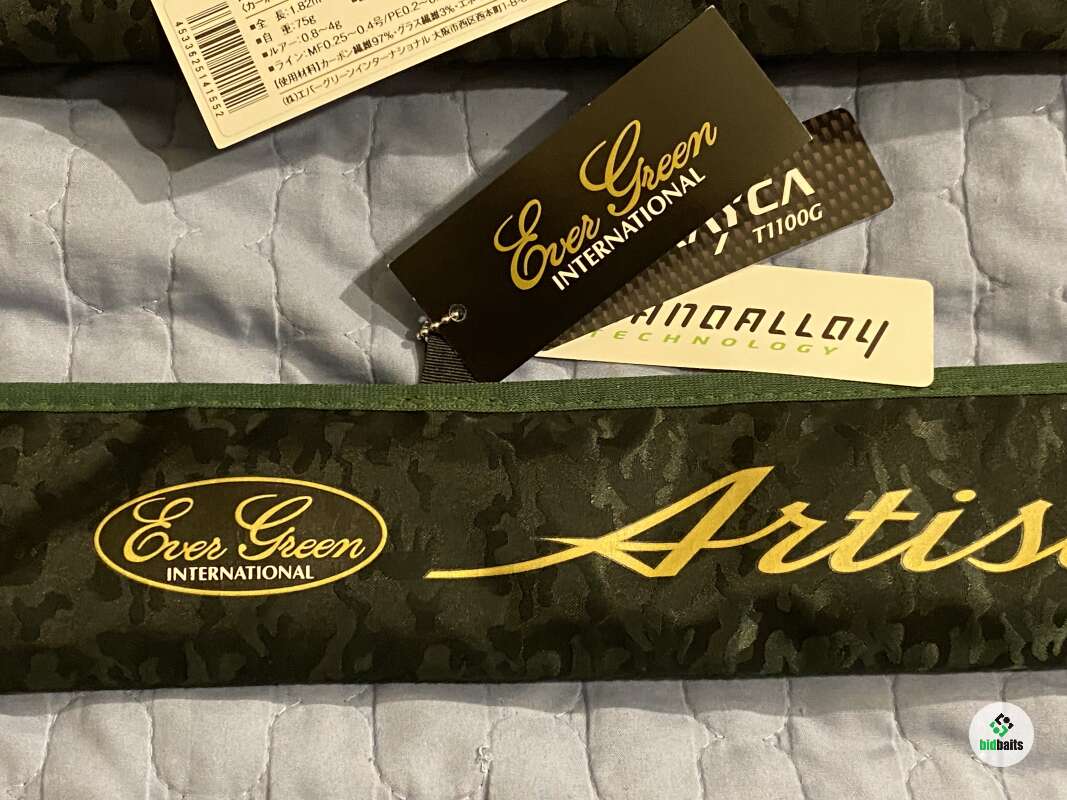 ■全 長:1.82m
■自 重:75g
■ルアー:0.8～4g
■ライン:MF0.25～0.4号/PE0.2～
【使用材料】カーボン繊維97%・グラス繊維3%・エポ
(株)エバーグリーンインターナショナル 大阪市西区西本町1-8-
4533625141552
Ever Green
INTERNATIONAL
T1100G
TECHNOLOGY
Ever Green
INTERNATIONAL
bidbaits